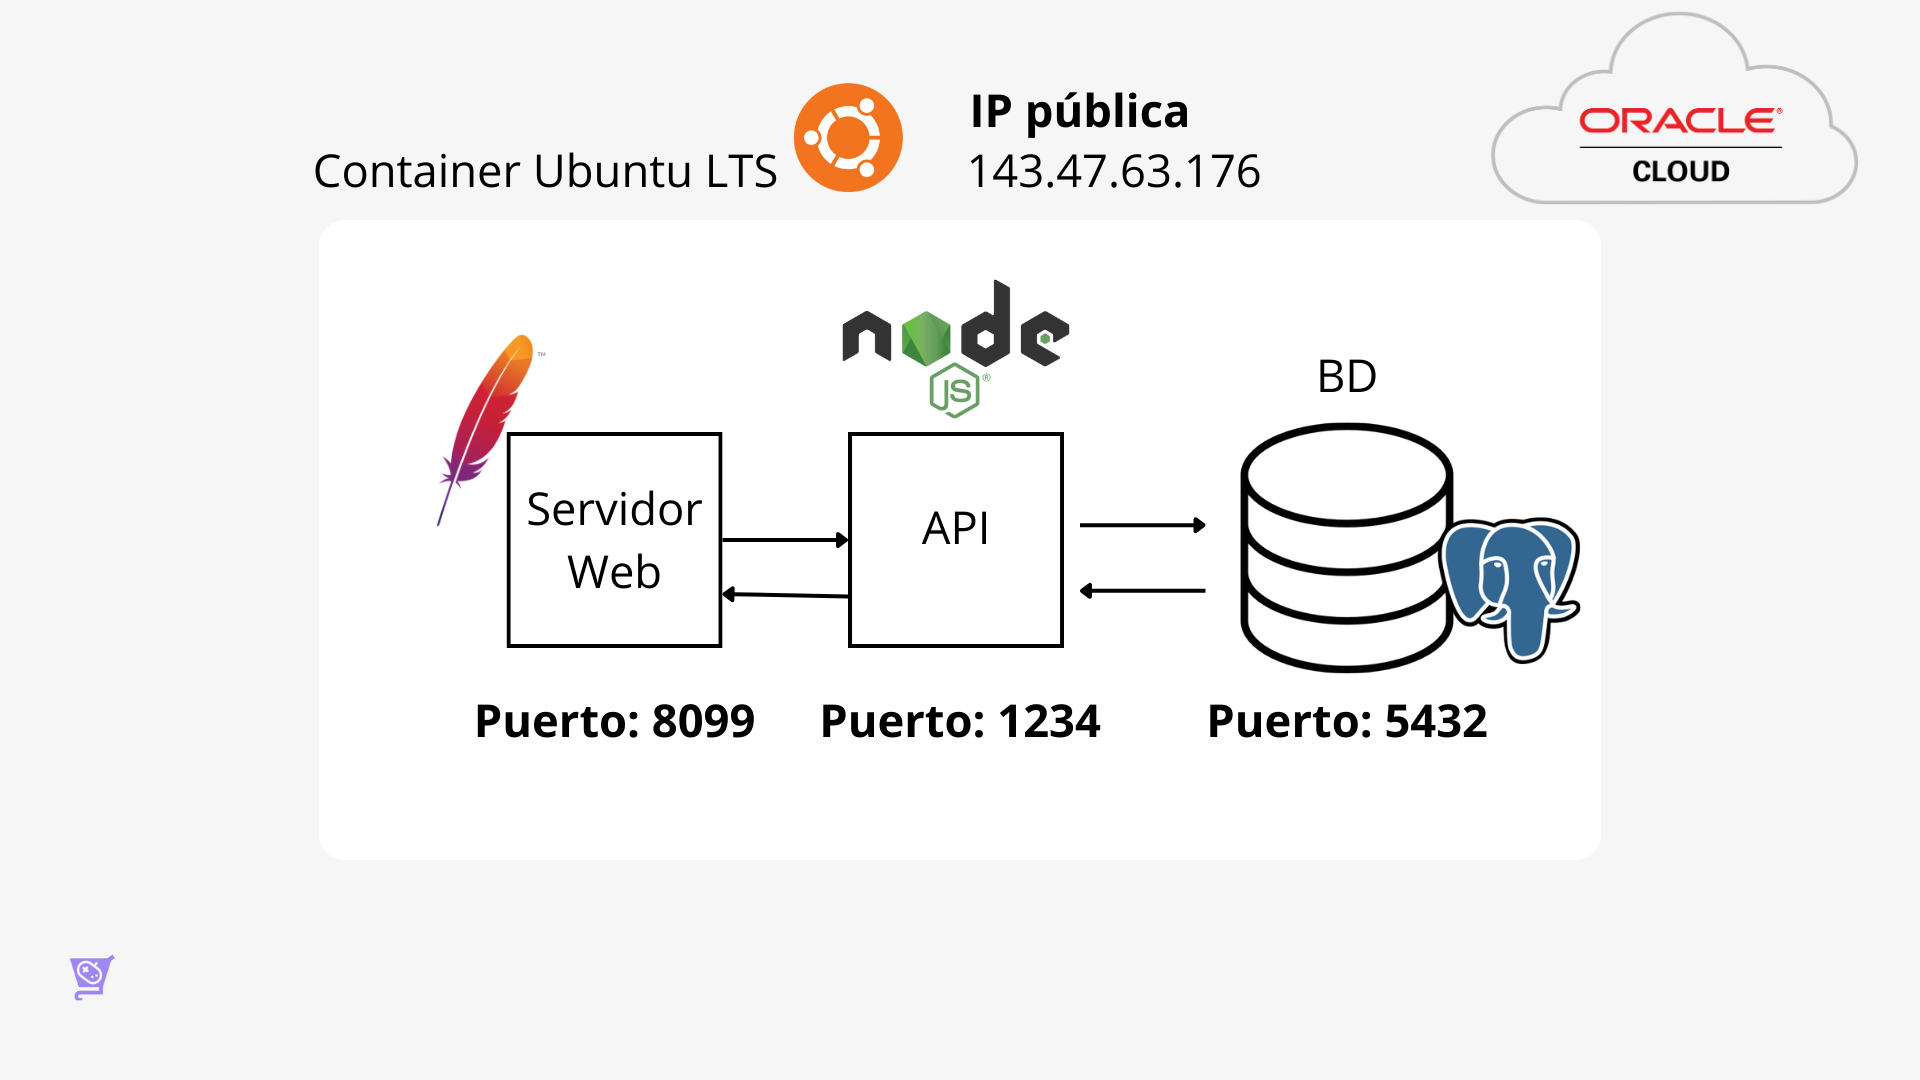 IP pública
Container Ubuntu LTS
143.47.63.176
ORACLE®
CLOUD
node
JS®
™
BD
Servidor
Web
API
Puerto: 8099
Puerto: 1234
Puerto: 5432